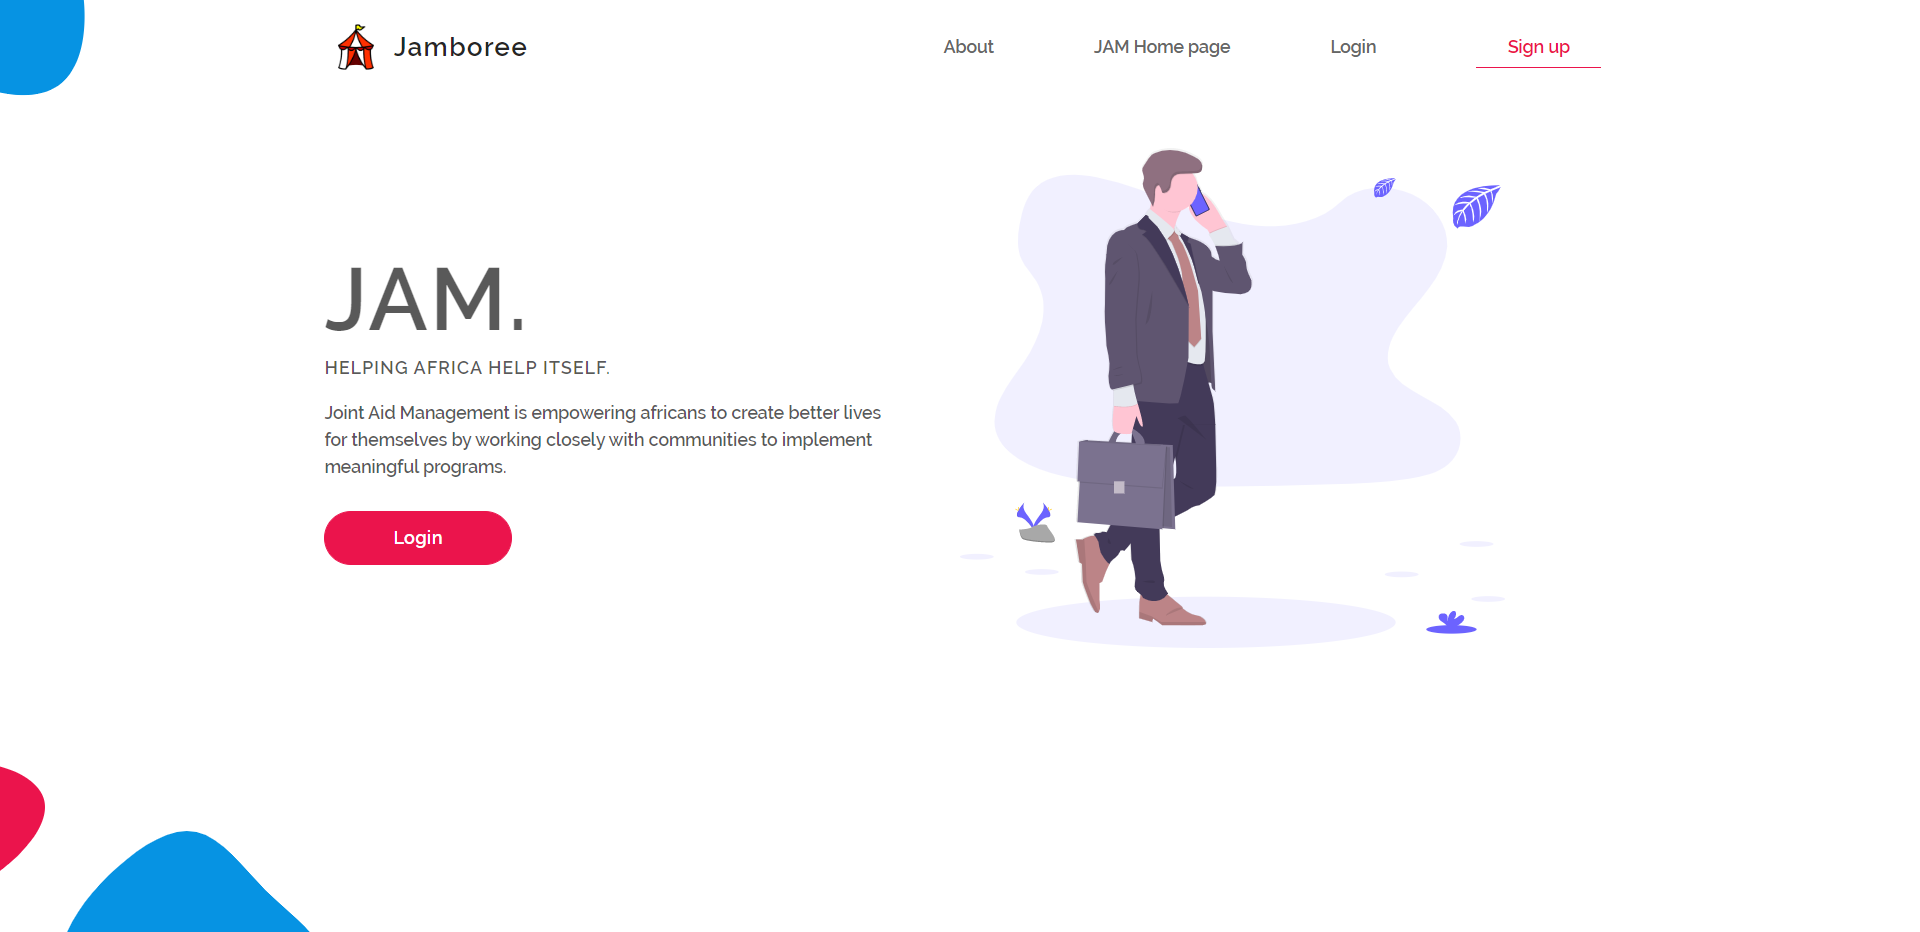 Jamboree
About
JAM Home page
Login
Sign up
JAM.
HELPING AFRICA HELP ITSELF.
Joint Aid Management is empowering africans to create better lives
for themselves by working closely with communities to implement
meaningful programs.
Login